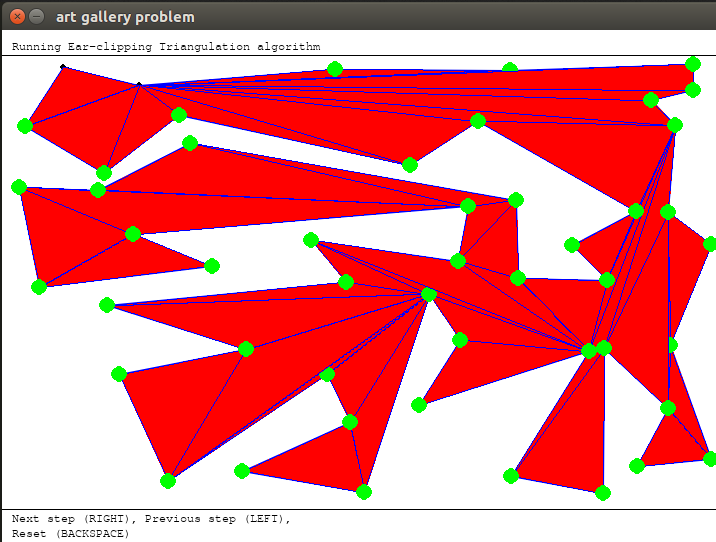 art gallery problem
Running Ear-clipping Triangulation algorithm
Next step (RIGHT), Previous step (LEFT),
Reset (BACKSPACE)